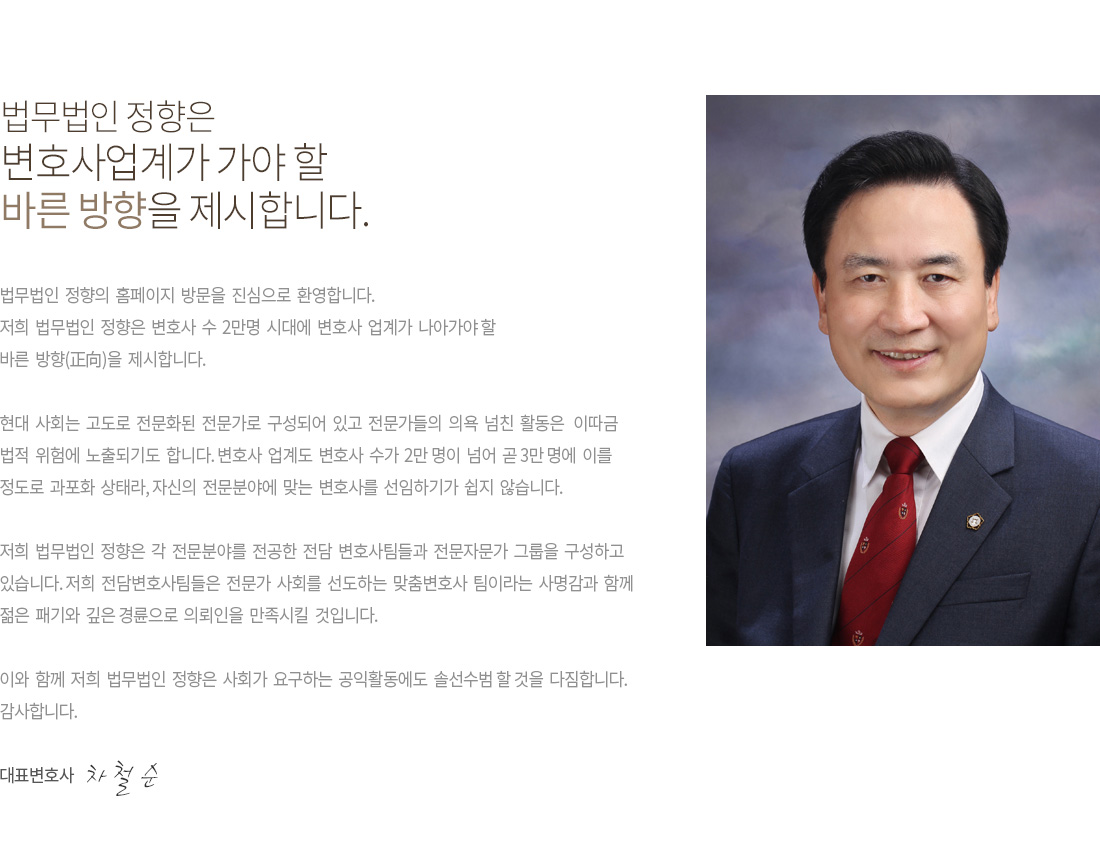 법무법인 정향은
변호사업계가 가야 할
바른 방향을 제시합니다.
법무법인 정향의 홈페이지 방문을 진심으로 환영합니다.
저희 법무법인 정향은 변호사 수 2만명 시대에 변호사 업계가 나아가야 할
바른 방향(正向)을 제시합니다.
현대 사회는 고도로 전문화된 전문가로 구성되어 있고 전문가들의 의욕 넘친 활동은 이따금
법적 위험에 노출되기도 합니다. 변호사 업계도 변호사 수가 2만 명이 넘어 곧 3만 명에 이를
정도로 과포화 상태라, 자신의 전문분야에 맞는 변호사를 선임하기가 쉽지 않습니다.
저희 법무법인 정향은 각 전문분야를 전공한 전담 변호사팀들과 전문자문가 그룹을 구성하고
있습니다. 저희 전담변호사팀들은 전문가 사회를 선도하는 맞춤변호사 팀이라는 사명감과 함께
젊은 패기와 깊은 경륜으로 의뢰인을 만족시킬 것입니다.
이와 함께 저희 법무법인 정향은 사회가 요구하는 공익활동에도 솔선수범 할 것을 다짐합니다.
감사합니다.
대표변호사 차철순